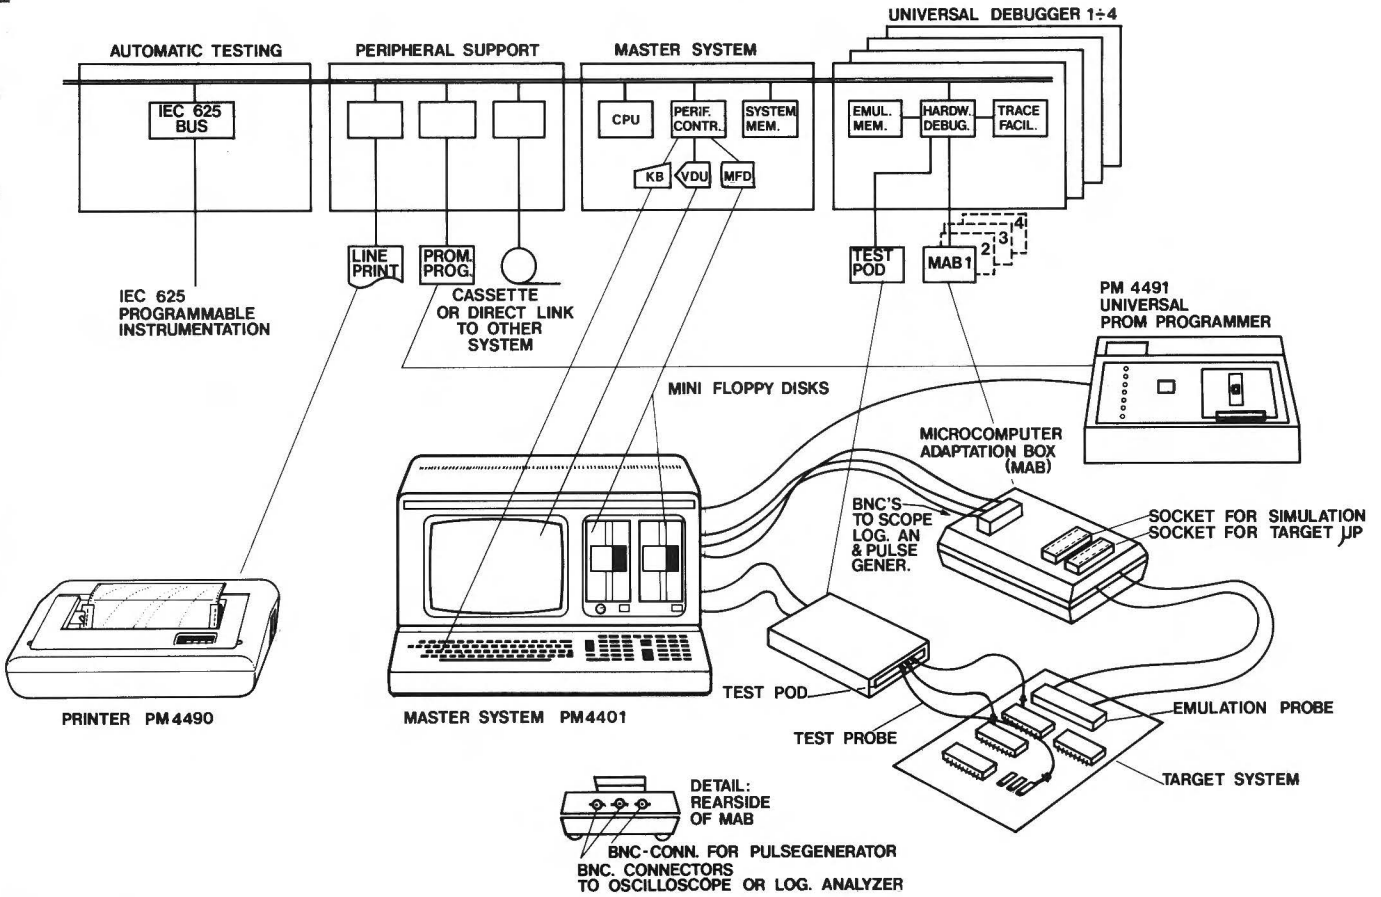 UNIVERSAL DEBUGGER 1÷4
AUTOMATIC TESTING
PERIPHERAL SUPPORT
MASTER SYSTEM
IEC 625
BUS
CPU
PERIF.
CONTR..
SYSTEM
MEM.
EMUL.
MEM.
HARDW.
DEBUG.
TRACE
FACIL.
KB
VDU
MFD
LINE
PRINT.
PROM.
PROG.
TEST
POD
MAB 1
2
3
4
IEC 625
PROGRAMMABLE
INSTRUMENTATION
CASSETTE
OR DIRECT LINK
TO OTHER
SYSTEM
PM 4491
UNIVERSAL
PROM PROGRAMMER
MINI FLOPPY DISKS
MICROCOMPUTER
ADAPTATION BOX
(MAB)
BNC'S
TO SCOPE
LOG. AN
& PULSE
GENER.
SOCKET FOR SIMULATION
SOCKET FOR TARGET µP
TEST POD
EMULATION PROBE
PRINTER PM4490
MASTER SYSTEM PM4401
TEST PROBE
TARGET SYSTEM
DETAIL:
REARSIDE
OF MAB
BNC-CONN. FOR PULSEGENERATOR
BNC. CONNECTORS
TO OSCILLOSCOPE OR LOG. ANALYZER